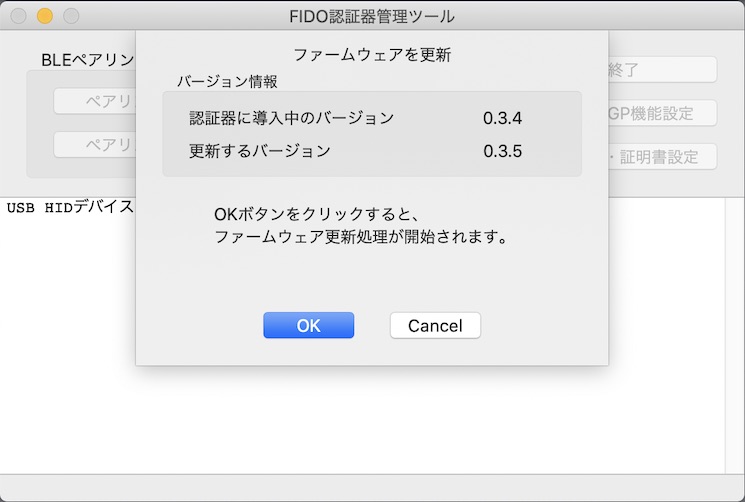 FIDO認証器管理ツール
ファームウェアを更新
BLEペアリン
バージョン情報
終了
ペアリ
認証器に導入中のバージョン 0.3.4
GP機能設定
ペアリ
更新するバージョン 0.3.5
・証明書設定
USB HIDデバイス
OKボタンをクリックすると、
ファームウェア更新処理が開始されます。
OK Cancel